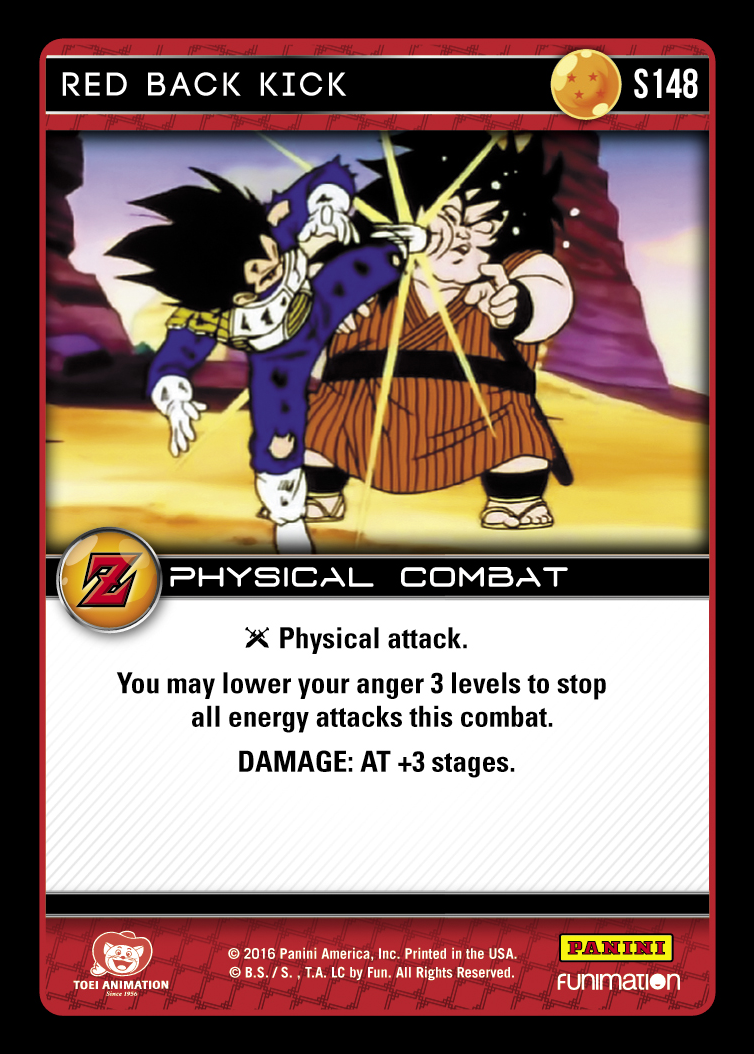 RED BACK KICK
S148
Z
PHYSICAL COMBAT
Physical attack.
You may lower your anger 3 levels to stop
all energy attacks this combat.
DAMAGE: AT +3 stages.
TOEI ANIMATION
Since 1956
© 2016 Panini America, Inc. Printed in the USA.
© B.S. / S. , T.A. LC by Fun. All Rights Reserved.
PANINI
FUNIMATION